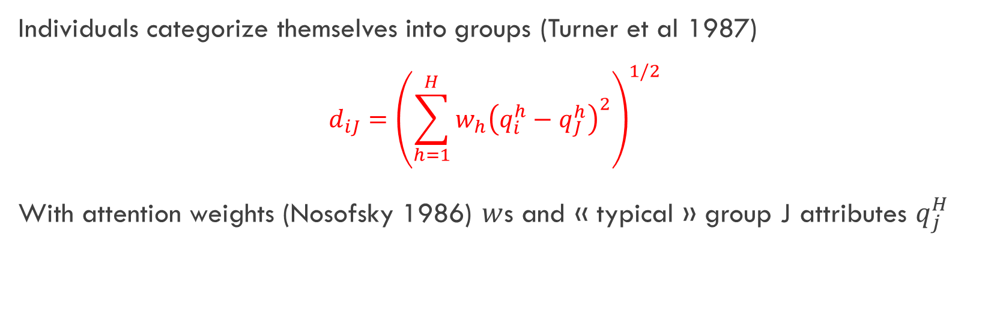 Individuals categorize themselves into groups (Turner et al 1987)
$d_{iJ} = \left( \sum_{h=1}^{H} w_h \left( q_i^h - q_J^h \right)^2 \right)^{1/2}$
With attention weights (Nosofsky 1986) $w$s and « typical » group J attributes $q_j^H$